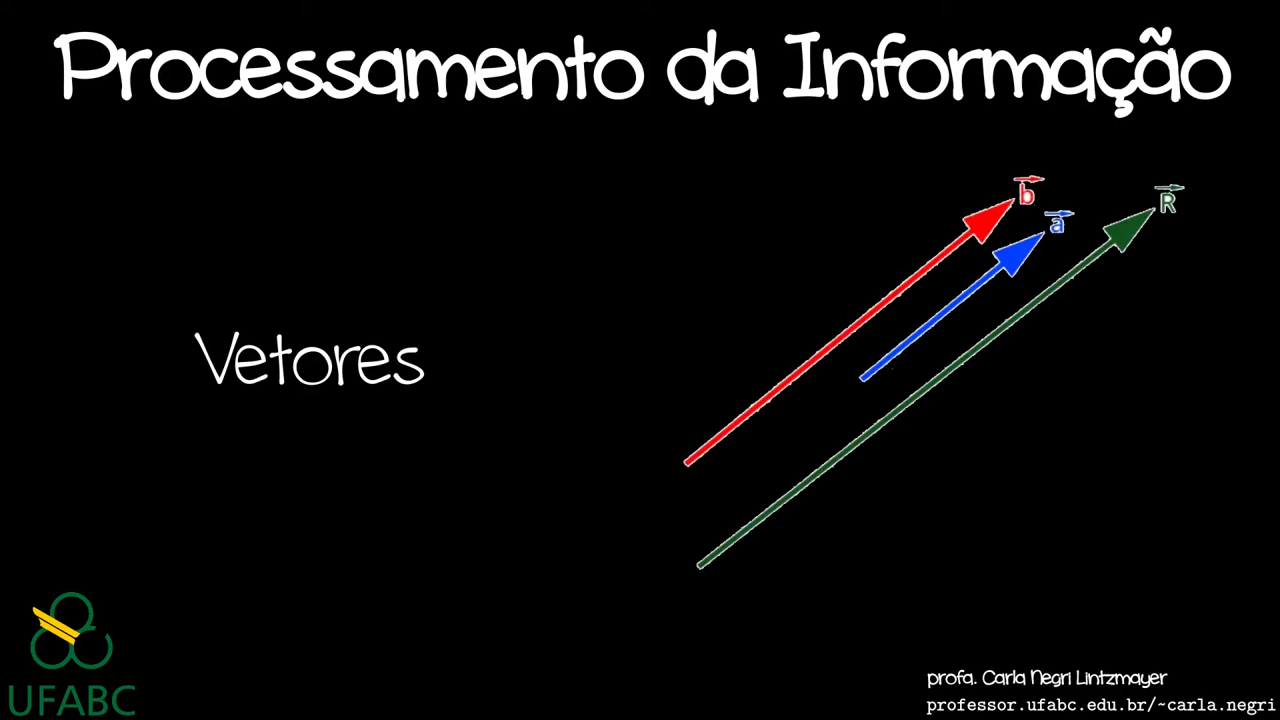 Processamento da Informação
b
a
R
Vetores
UFABC
profa. Carla Negri Lintzmayer
professor.ufabc.edu.br/~carla.negri